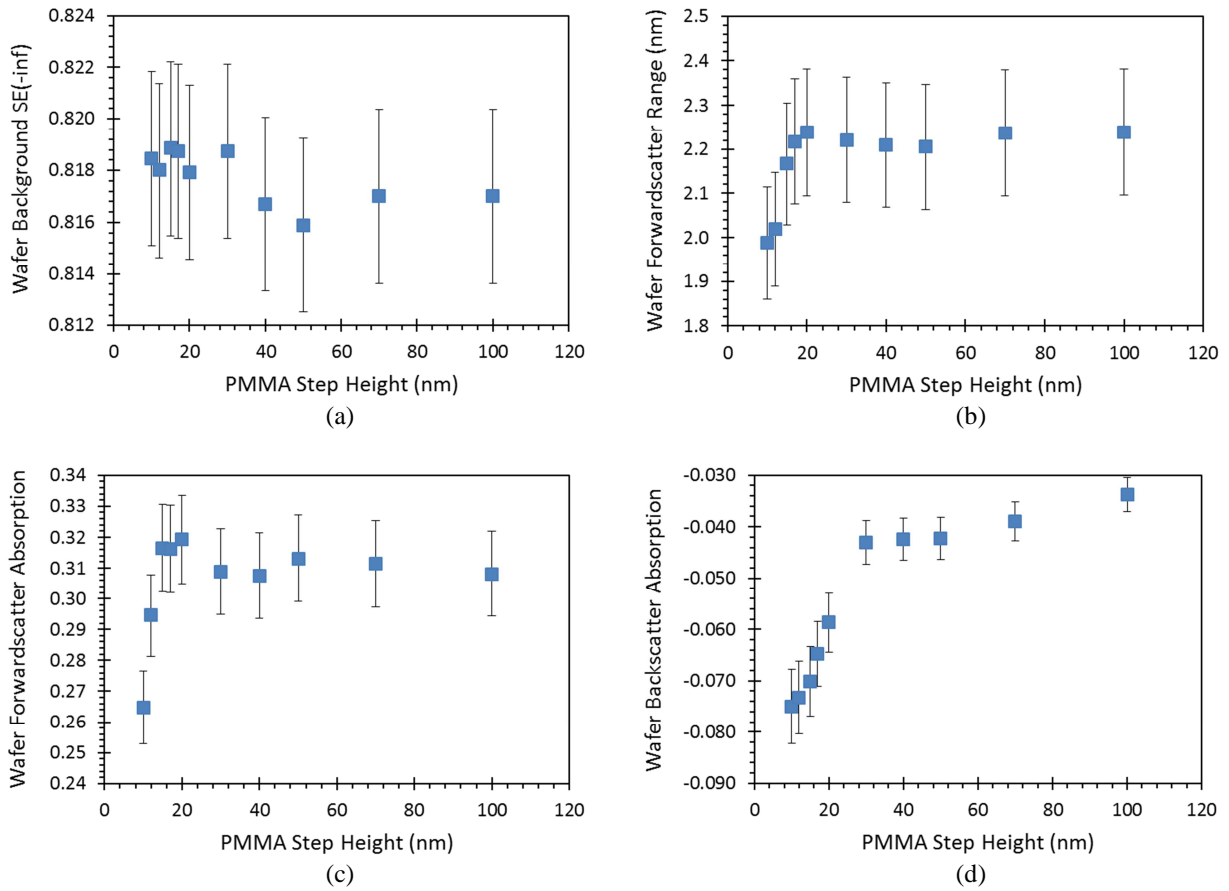 Wafer Background SE(-inf)
0.824
0.822
0.820
0.818
0.816
0.814
0.812
0 20 40 60 80 100 120
PMMA Step Height (nm)
(a)
Wafer Forwardscatter Range (nm)
2.5
2.4
2.3
2.2
2.1
2.0
1.9
1.8
0 20 40 60 80 100 120
PMMA Step Height (nm)
(b)
Wafer Forwardscatter Absorption
0.34
0.33
0.32
0.31
0.30
0.29
0.28
0.27
0.26
0.25
0.24
0 20 40 60 80 100 120
PMMA Step Height (nm)
(c)
Wafer Backscatter Absorption
-0.030
-0.040
-0.050
-0.060
-0.070
-0.080
-0.090
0 20 40 60 80 100 120
PMMA Step Height (nm)
(d)